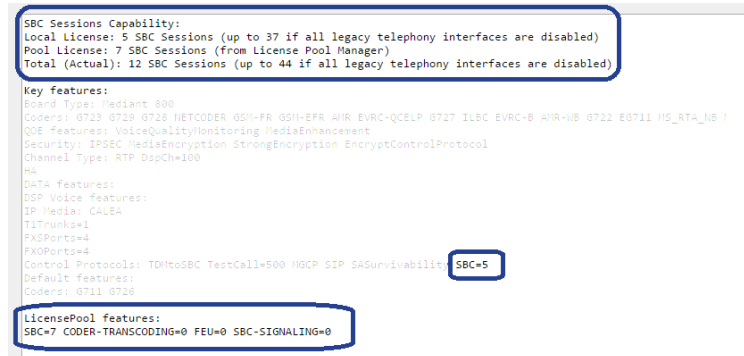 SBC Sessions Capability:
Local License: 5 SBC Sessions (up to 37 if all legacy telephony interfaces are disabled)
Pool License: 7 SBC Sessions (from License Pool Manager)
Total (Actual): 12 SBC Sessions (up to 44 if all legacy telephony interfaces are disabled)
Key features:
Board Type: Mediant 800
Coders: G723 G729 G728 NETCODER GSM-FR GSM-EFR AMR EVRC-QCELP G727 ILBC EVRC-B AMR-WB G722 EG711 MS_RTA_NB
QOE features: VoiceQualityMonitoring MediaEnhancement
Security: IPSEC MediaEncryption StrongEncryption EncryptControlProtocol
Channel Type: RTP DspCh=100
HA
DATA features:
DSP Voice features:
IP Media: CALEA
T1Trunks=1
FXSPorts=4
FXOPorts=4
Control Protocols: TDMtoSBC TestCall=500 MGCP SIP SASurvivability SBC=5
Default features:
Coders: G711 G726
LicensePool features:
SBC=7 CODER-TRANSCODING=0 FEU=0 SBC-SIGNALING=0